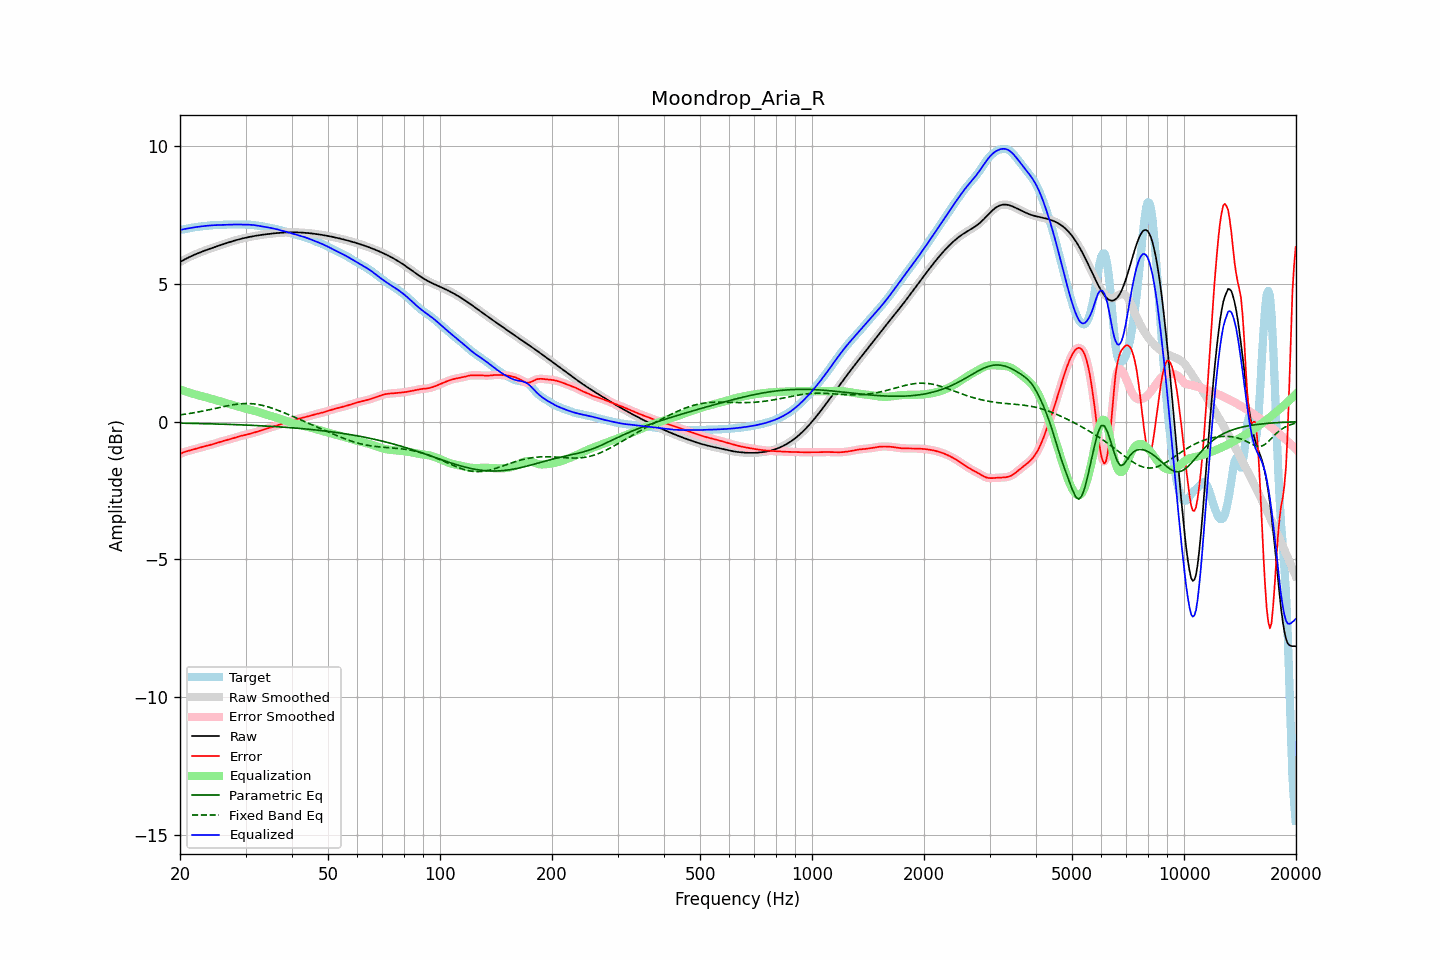 Moondrop_Aria_R
Amplitude (dBr)
10
5
0
−5
−10
−15
Target
Raw Smoothed
Error Smoothed
Raw
Error
Equalization
Parametric Eq
Fixed Band Eq
Equalized
20 50 100 200 500 1000 2000 5000 10000 20000
Frequency (Hz)